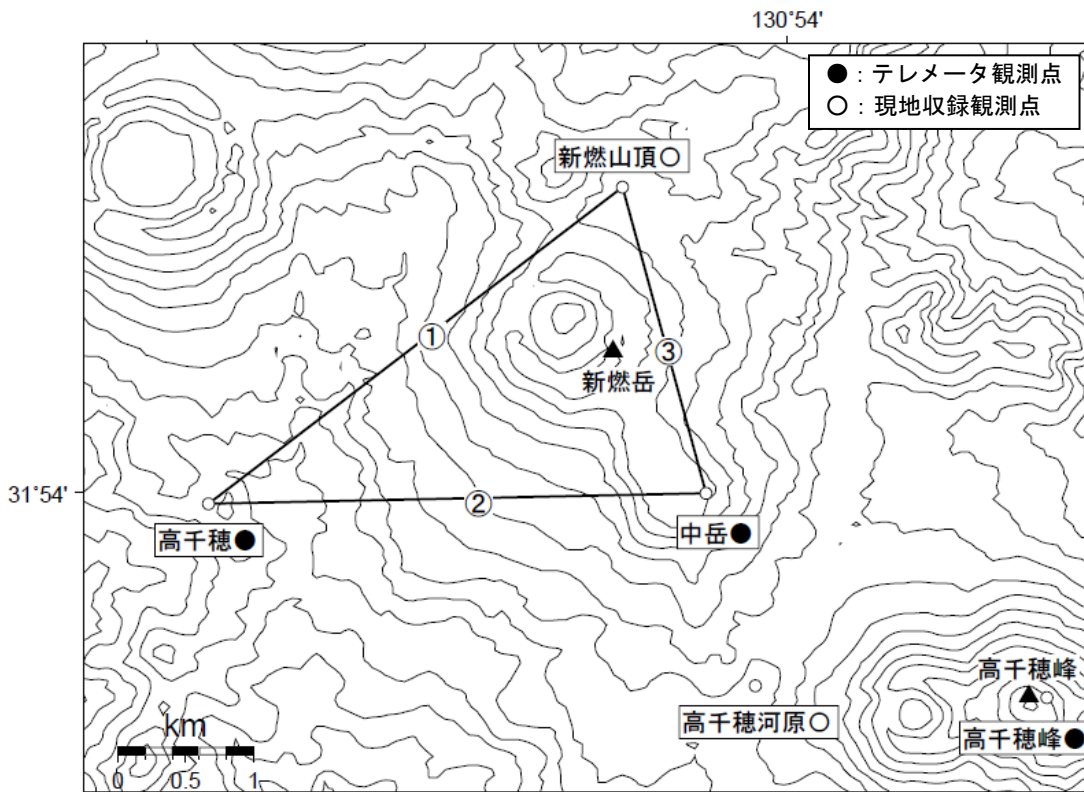 130°54'
●：テレメータ観測点
○：現地収録観測点
新燃山頂○
①
③
新燃岳
31°54'
②
高千穂●
中岳●
高千穂峰
高千穂河原○
高千穂峰●
km
0 0.5 1